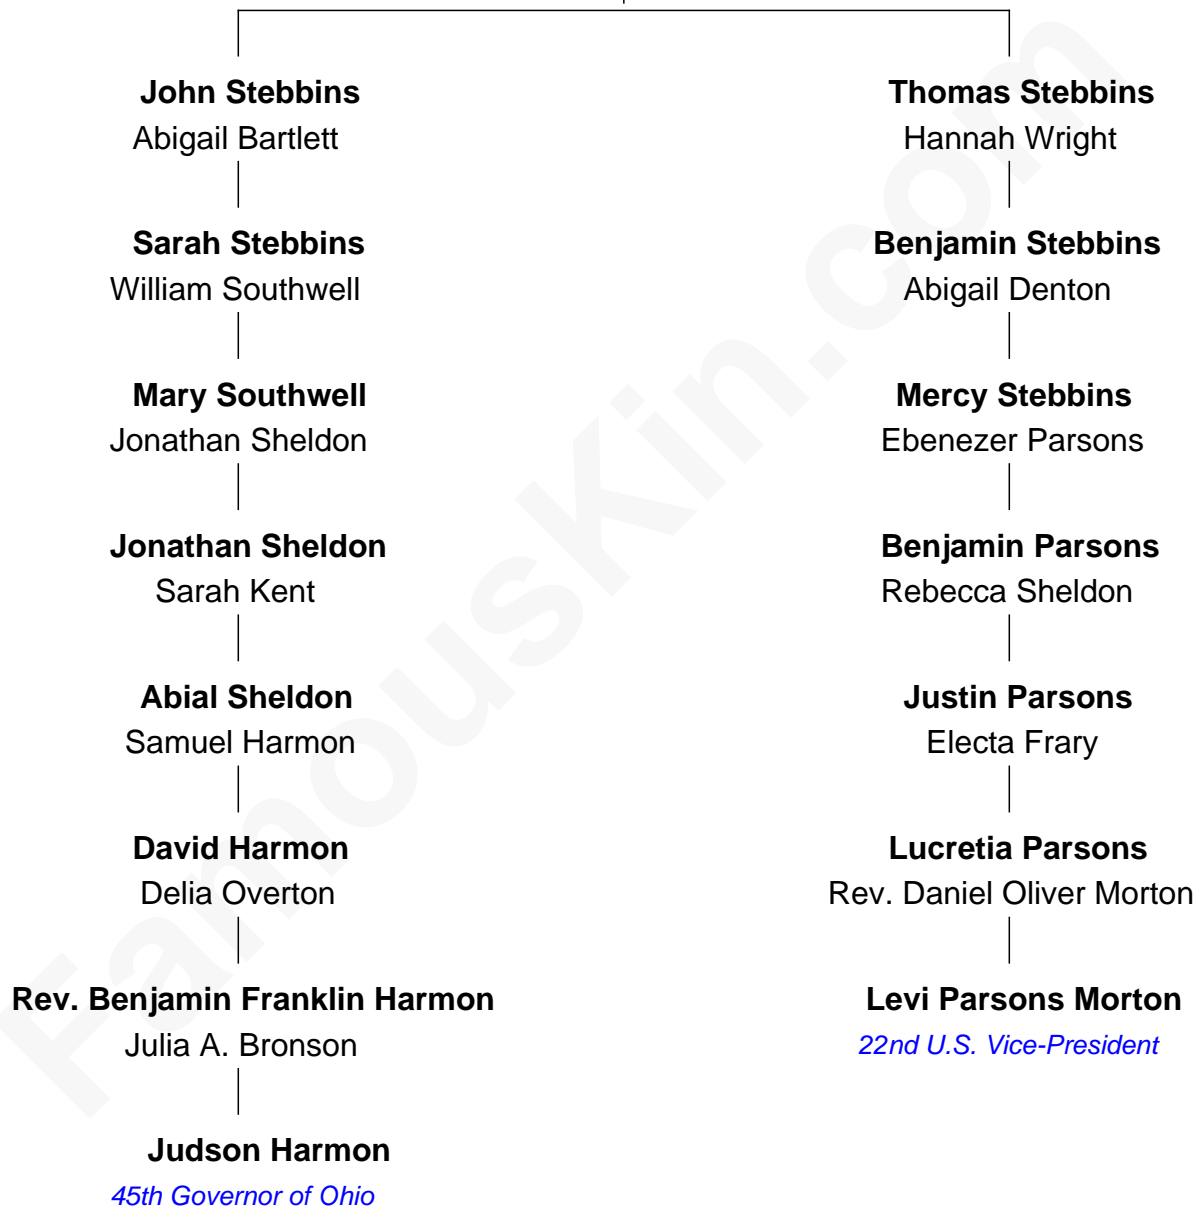 John Stebbins
Abigail Bartlett
Sarah Stebbins
William Southwell
Mary Southwell
Jonathan Sheldon
Jonathan Sheldon
Sarah Kent
Abial Sheldon
Samuel Harmon
David Harmon
Delia Overton
Rev. Benjamin Franklin Harmon
Julia A. Bronson
Judson Harmon
45th Governor of Ohio
Thomas Stebbins
Hannah Wright
Benjamin Stebbins
Abigail Denton
Mercy Stebbins
Ebenezer Parsons
Benjamin Parsons
Rebecca Sheldon
Justin Parsons
Electa Frary
Lucretia Parsons
Rev. Daniel Oliver Morton
Levi Parsons Morton
22nd U.S. Vice-President
FamousKin.com